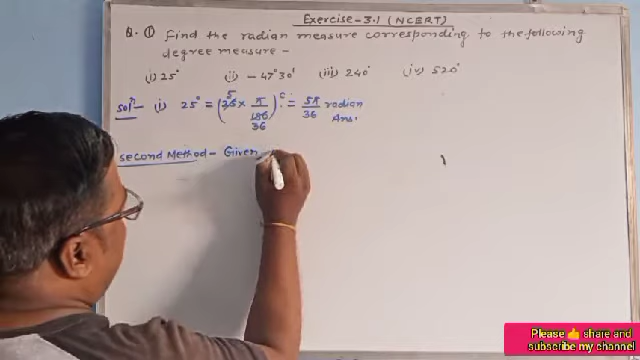 Exercise-3.1 (NCERT)
Q. ① Find the radian measure corresponding to the following
degree measure -
(i) 25° (ii) - 47°30' (iii) 240° (iv) 520°
Solⁿ- (i) 25° = (25 × π/180)ᶜ = 5π/36 radian
5 36
Ans.
Second Method - Given
Please 👍 share and
subscribe my channel